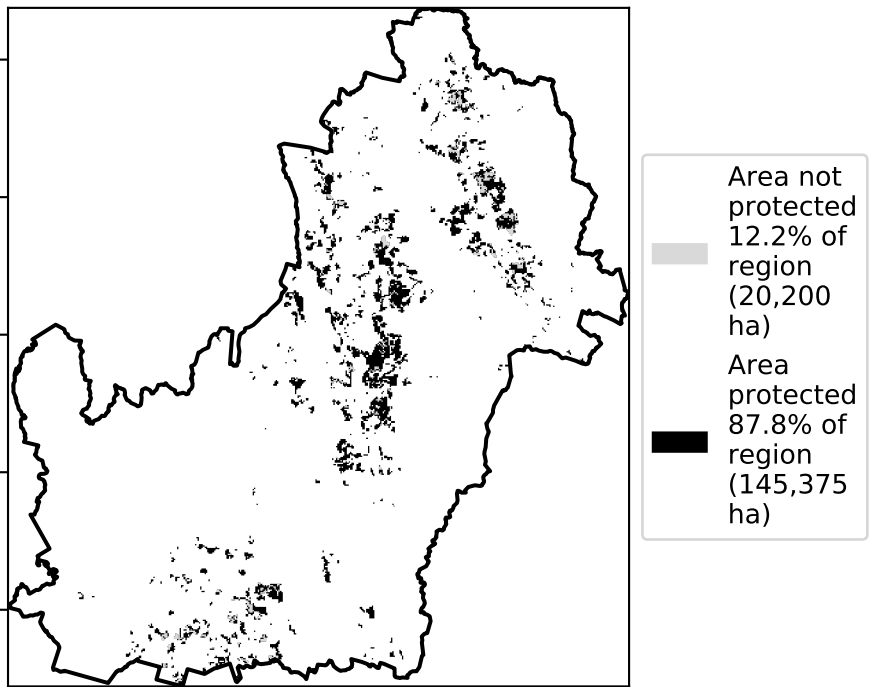 Area not
protected
12.2% of
region
(20,200
ha)
Area
protected
87.8% of
region
(145,375
ha)